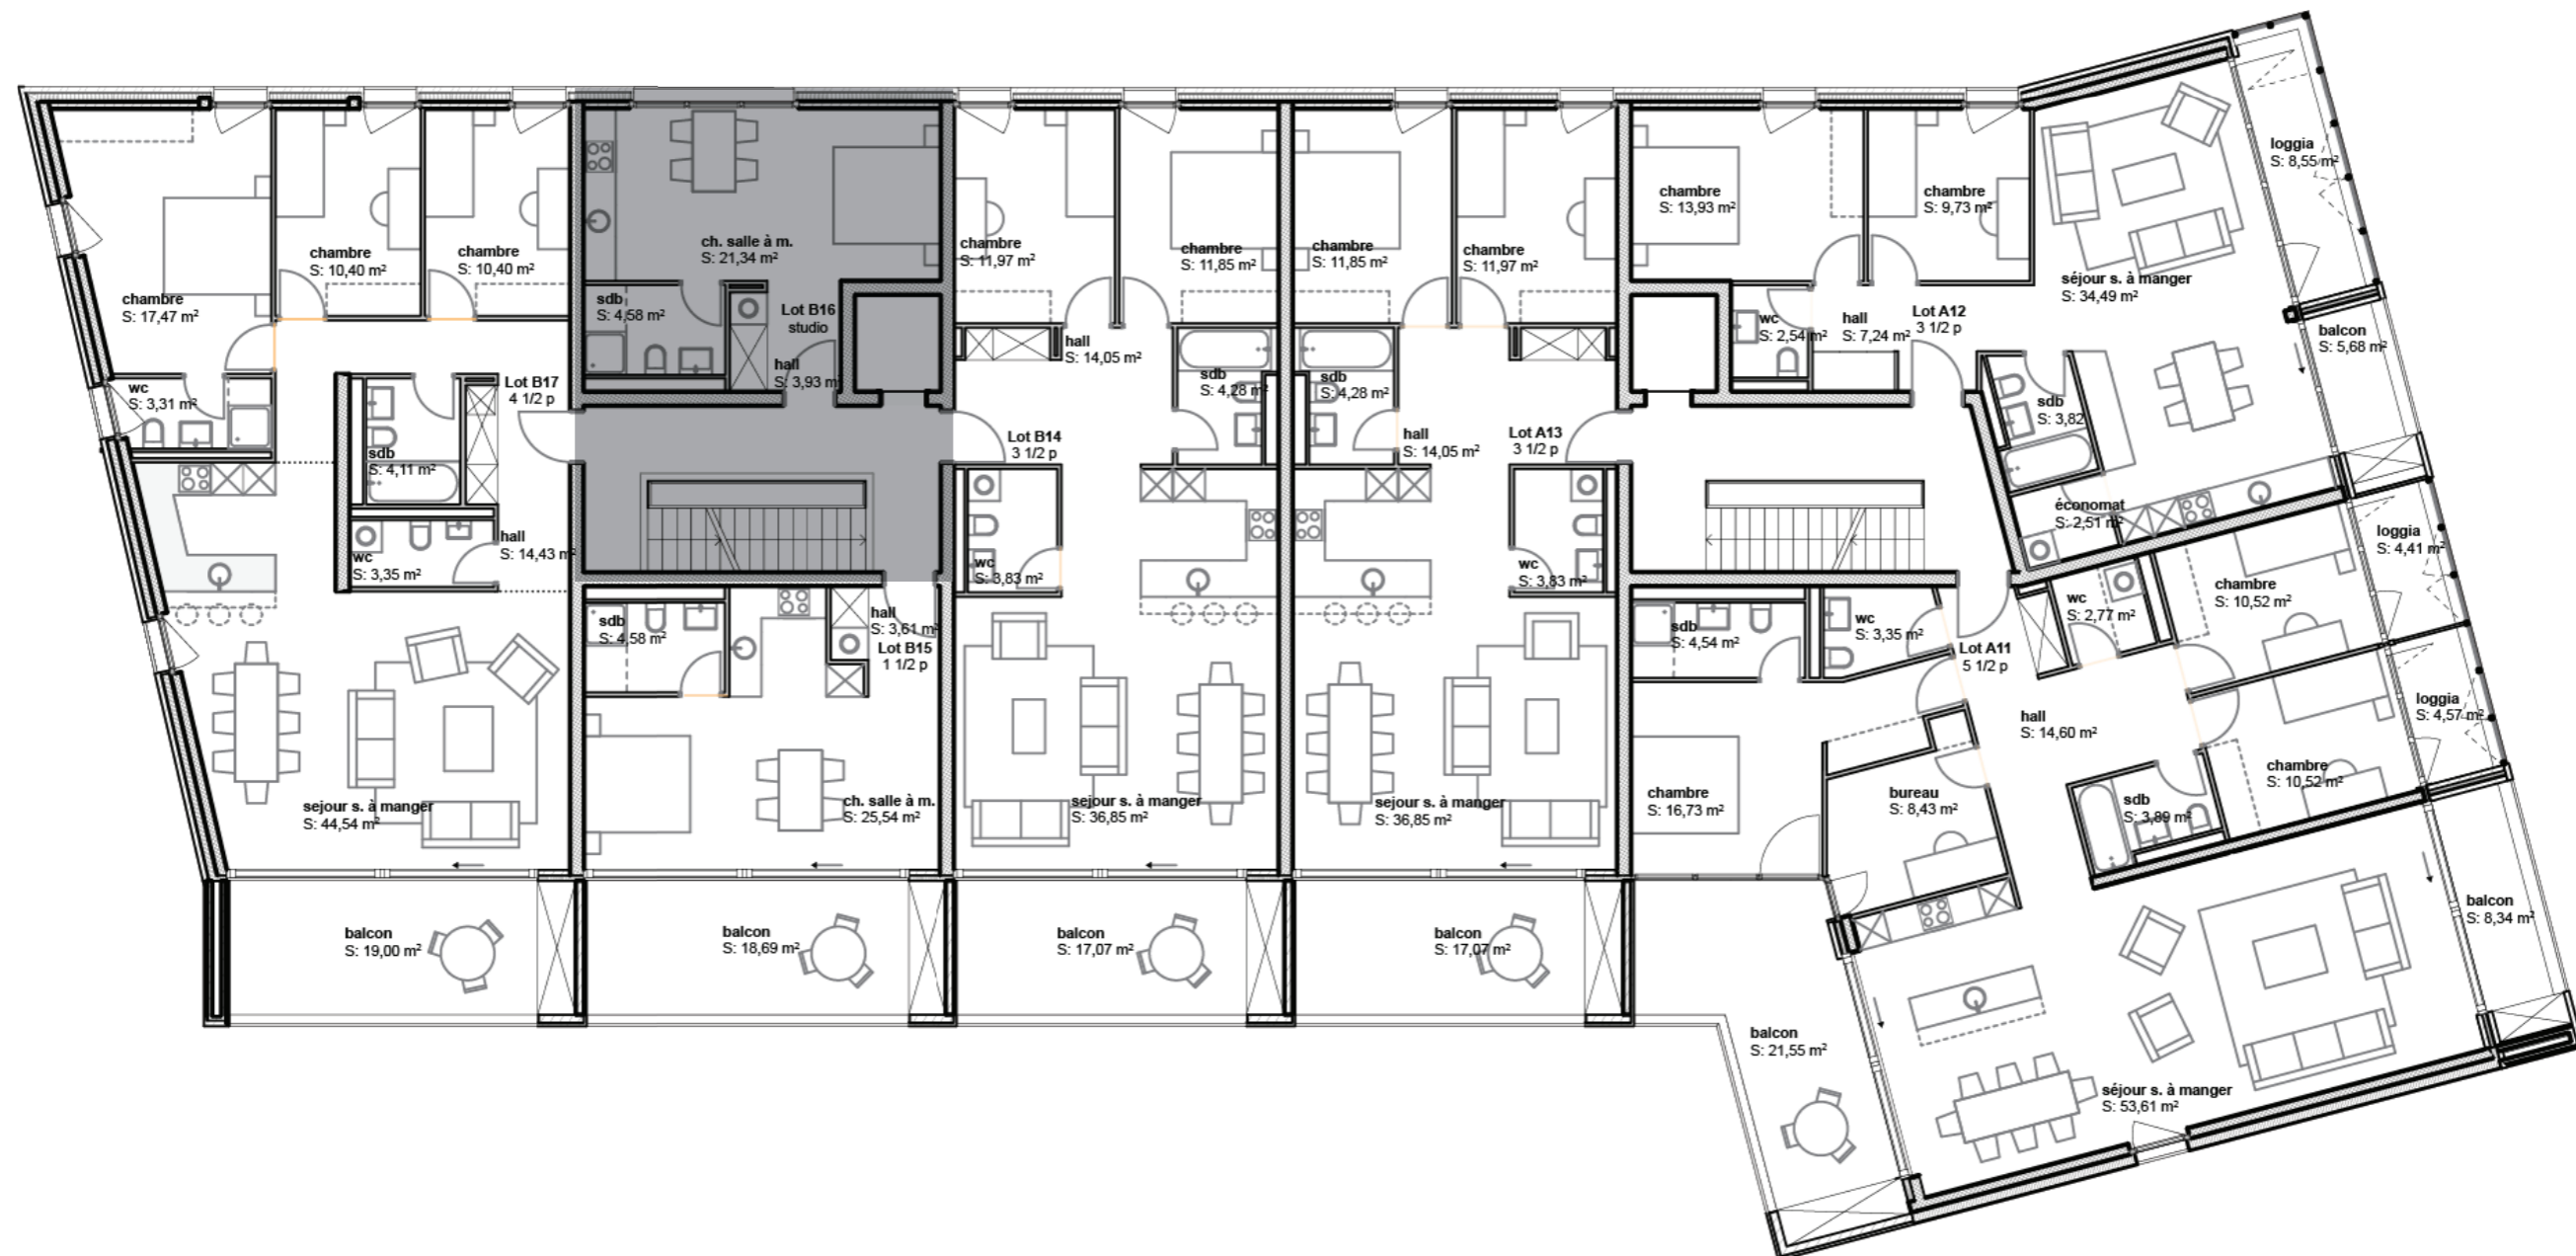 chambre
S: 17,47 m²
chambre
S: 10,40 m²
chambre
S: 10,40 m²
wc
S: 3,31 m²
sdb
S: 4,11 m²
Lot B17
4 1/2 p
wc
S: 3,35 m²
hall
S: 14,43 m²
sejour s. à manger
S: 44,54 m²
balcon
S: 19,00 m²
ch. salle à m.
S: 21,34 m²
sdb
S: 4,58 m²
Lot B16
studio
hall
S: 3,93 m²
sdb
S: 4,58 m²
hall
S: 3,61 m²
Lot B15
1 1/2 p
ch. salle à m.
S: 25,54 m²
balcon
S: 18,69 m²
chambre
S: 11,97 m²
chambre
S: 11,85 m²
hall
S: 14,05 m²
sdb
S: 4,28 m²
Lot B14
3 1/2 p
wc
S: 3,83 m²
sejour s. à manger
S: 36,85 m²
balcon
S: 17,07 m²
chambre
S: 11,85 m²
chambre
S: 11,97 m²
sdb
S: 4,28 m²
hall
S: 14,05 m²
Lot A13
3 1/2 p
wc
S: 3,83 m²
sejour s. à manger
S: 36,85 m²
balcon
S: 17,07 m²
chambre
S: 13,93 m²
chambre
S: 9,73 m²
wc
S: 2,54 m²
hall
S: 7,24 m²
Lot A12
3 1/2 p
séjour s. à manger
S: 34,49 m²
loggia
S: 8,55 m²
balcon
S: 5,68 m²
sdb
S: 3,82
économat
S: 2,51 m²
loggia
S: 4,41 m²
chambre
S: 10,52 m²
wc
S: 2,77 m²
sdb
S: 4,54 m²
wc
S: 3,35 m²
Lot A11
5 1/2 p
hall
S: 14,60 m²
loggia
S: 4,57 m²
chambre
S: 10,52 m²
chambre
S: 16,73 m²
bureau
S: 8,43 m²
sdb
S: 3,89 m²
balcon
S: 8,34 m²
balcon
S: 21,55 m²
séjour s. à manger
S: 53,61 m²